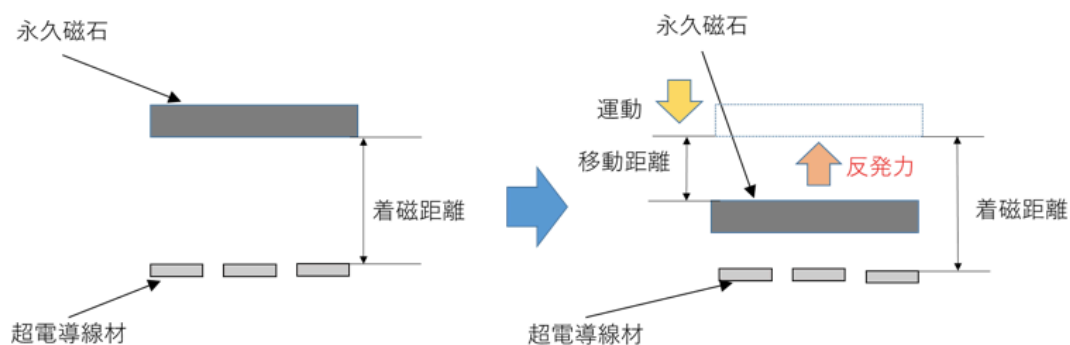 永久磁石
着磁距離
超電導線材
永久磁石
運動
移動距離
反発力
着磁距離
超電導線材